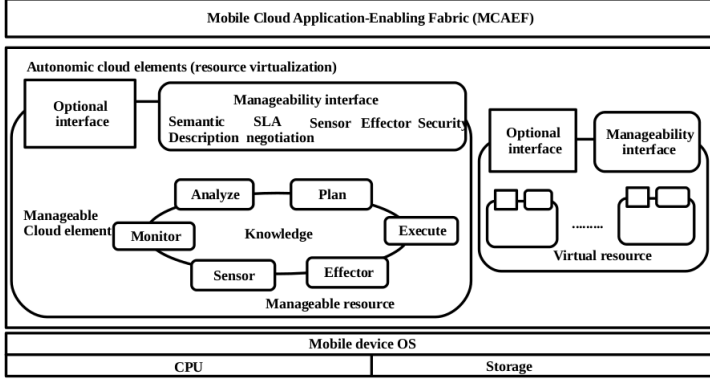 Mobile Cloud Application-Enabling Fabric (MCAEF)
Autonomic cloud elements (resource virtualization)
Optional
interface
Manageability interface
Semantic SLA Sensor Effector Security
Description negotiation
Optional
interface
Manageability
interface
Analyze
Plan
Manageable
Cloud element
Monitor
Knowledge
Execute
Sensor
Effector
Manageable resource
.........
Virtual resource
Mobile device OS
CPU
Storage